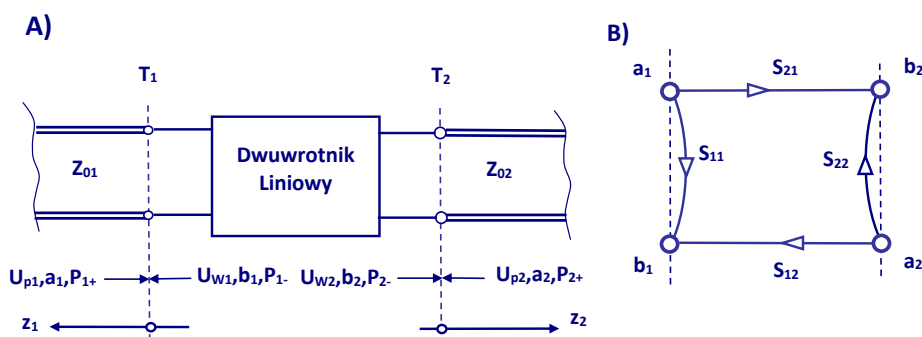 A)
T1
T2
Z01
Dwuwrotnik
Liniowy
Z02
Up1,a1,P1+
UW1,b1,P1-
UW2,b2,P2-
Up2,a2,P2+
z1
z2
B)
a1
S21
b2
S11
S22
b1
S12
a2